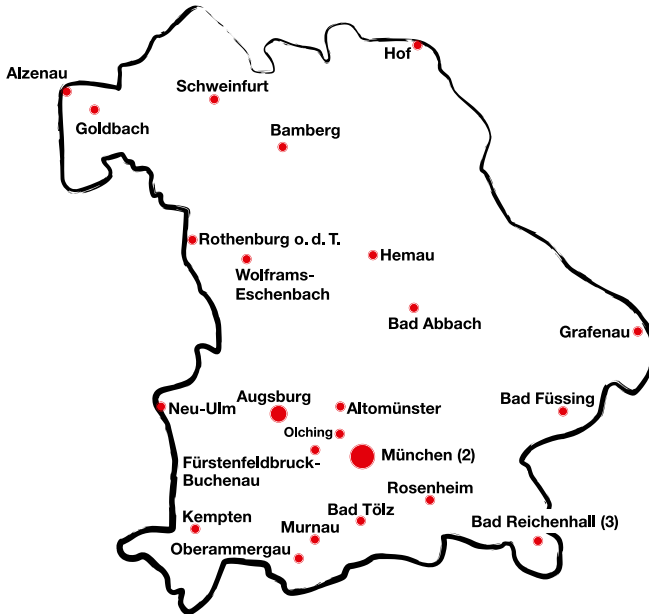 Hof
Alzenau
Schweinfurt
Goldbach
Bamberg
Rothenburg o. d. T.
Hemau
Wolframs-
Eschenbach
Bad Abbach
Grafenau
Neu-Ulm
Augsburg
Altomünster
Bad Füssing
Olching
München (2)
Fürstenfeldbruck-
Buchenau
Rosenheim
Bad Tölz
Kempten
Murnau
Bad Reichenhall (3)
Oberammergau